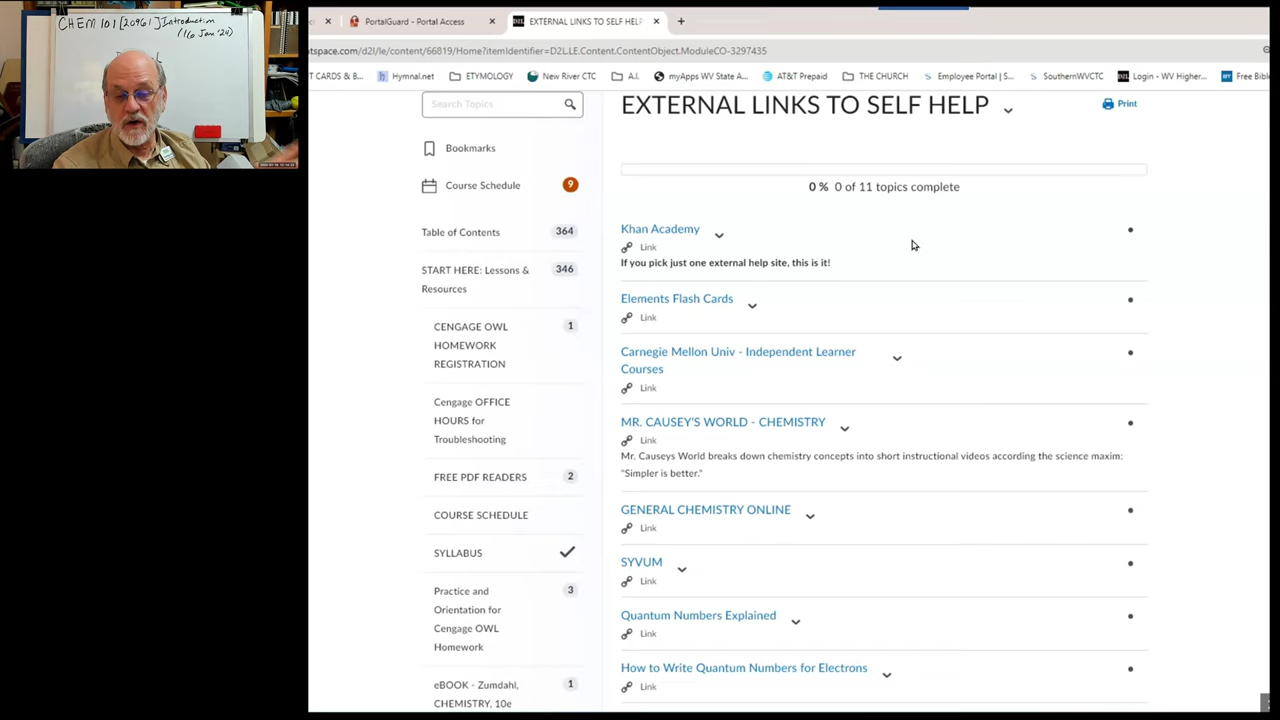 CHEM 101 [20961] Introduction
(16 Jan '24)
PortalGuard - Portal Access
EXTERNAL LINKS TO SELF HELP
ntspace.com/d2l/le/content/66819/Home?itemIdentifier=D2L.LE.Content.ContentObject.ModuleCO-3297435
T CARDS & B... Hymnal.net ETYMOLOGY New River CTC A.I. myApps WV State A... AT&T Prepaid THE CHURCH Employee Portal | S... SouthernWVCTC Login - WV Higher... Free Bible
Search Topics
Bookmarks
Course Schedule 9
Table of Contents 364
START HERE: Lessons & 346
Resources
CENGAGE OWL 1
HOMEWORK
REGISTRATION
Cengage OFFICE
HOURS for
Troubleshooting
FREE PDF READERS 2
COURSE SCHEDULE
SYLLABUS
Practice and 3
Orientation for
Cengage OWL
Homework
eBOOK - Zumdahl, 1
CHEMISTRY, 10e
EXTERNAL LINKS TO SELF HELP
Print
0 % 0 of 11 topics complete
Khan Academy
Link
If you pick just one external help site, this is it!
Elements Flash Cards
Link
Carnegie Mellon Univ - Independent Learner
Courses
Link
MR. CAUSEY'S WORLD - CHEMISTRY
Link
Mr. Causeys World breaks down chemistry concepts into short instructional videos according the science maxim:
"Simpler is better."
GENERAL CHEMISTRY ONLINE
Link
SYVUM
Link
Quantum Numbers Explained
Link
How to Write Quantum Numbers for Electrons
Link